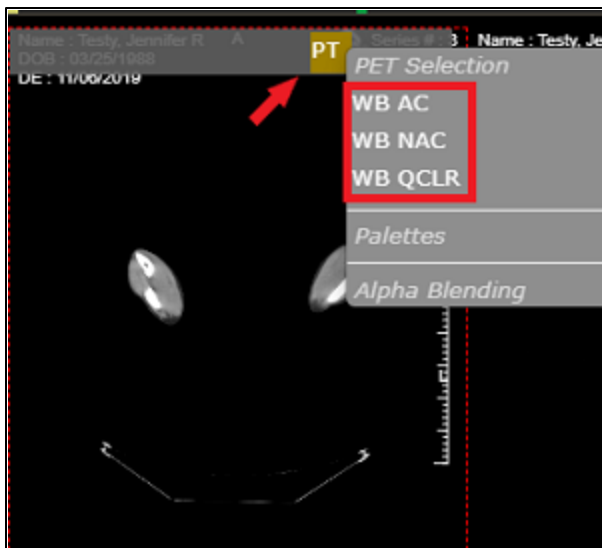 Name : Testy, Jennifer R A PT Series # : 3 Name : Testy, Je
DOB : 03/25/1988
DE : 11/06/2019
PET Selection
WB AC
WB NAC
WB QCLR
Palettes
Alpha Blending